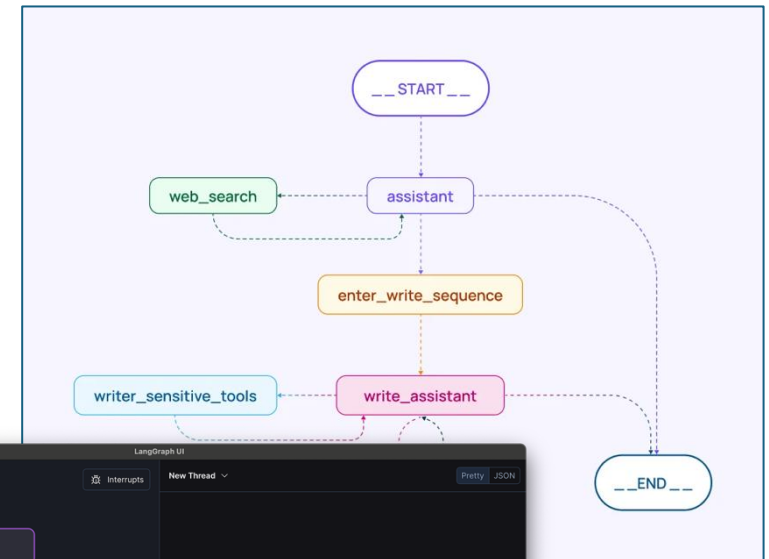 __START__
web_search
assistant
enter_write_sequence
writer_sensitive_tools
write_assistant
__END__
LangGraph UI
Interrupts
New Thread
Pretty JSON